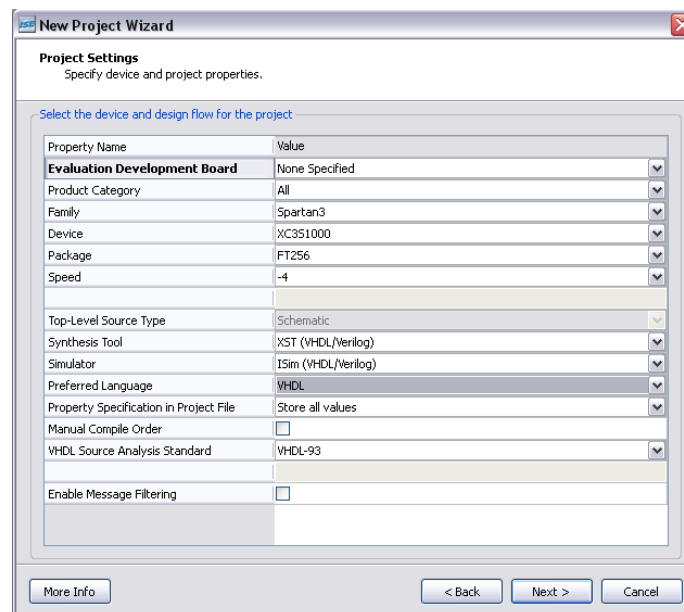 ISE New Project Wizard
Project Settings
Specify device and project properties.
Select the device and design flow for the project
Property Name Value
Evaluation Development Board None Specified
Product Category All
Family Spartan3
Device XC3S1000
Package FT256
Speed -4
Top-Level Source Type Schematic
Synthesis Tool XST (VHDL/Verilog)
Simulator ISim (VHDL/Verilog)
Preferred Language VHDL
Property Specification in Project File Store all values
Manual Compile Order
VHDL Source Analysis Standard VHDL-93
Enable Message Filtering
More Info < Back Next > Cancel